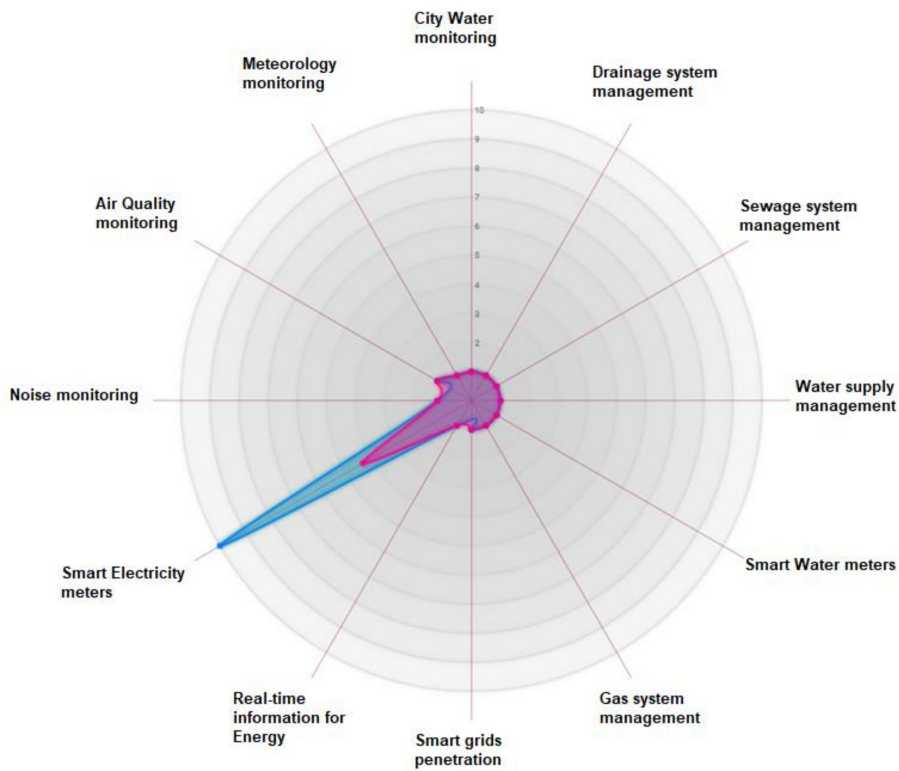 City Water
monitoring
Meteorology
monitoring
Drainage system
management
10
9
8
7
6
5
4
3
2
Air Quality
monitoring
Sewage system
management
Noise monitoring
Water supply
management
Smart Electricity
meters
Smart Water meters
Real-time
information for
Energy
Smart grids
penetration
Gas system
management